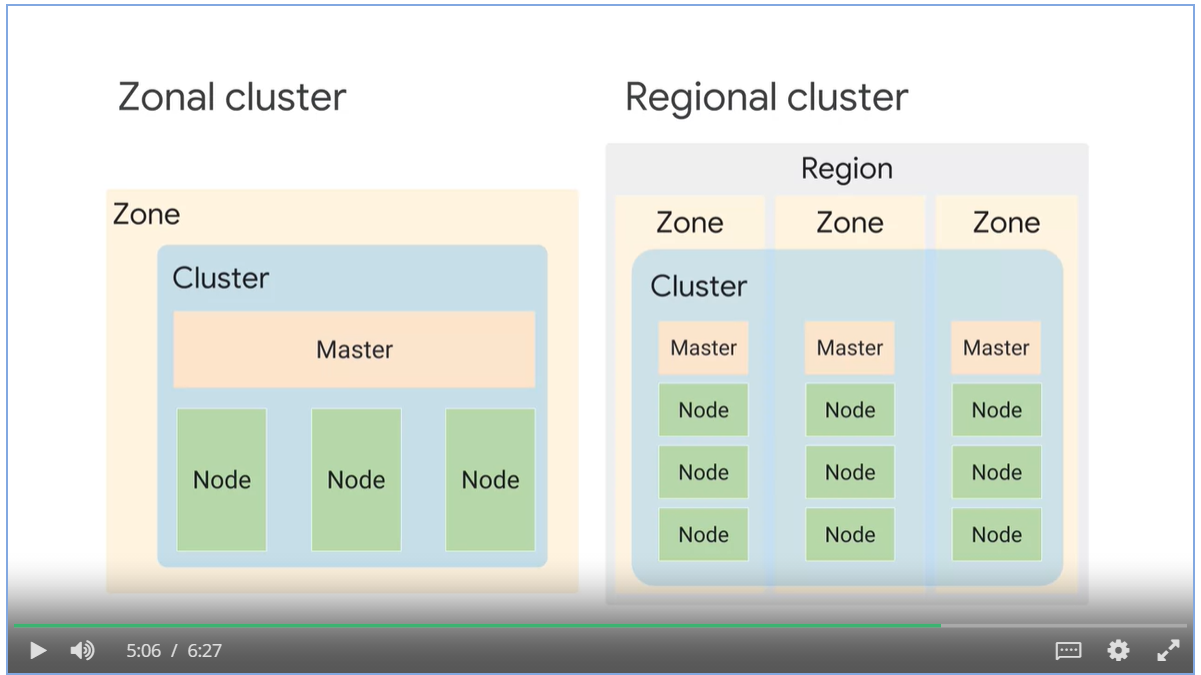 Zonal cluster
Zone
Cluster
Master
Node Node Node
Regional cluster
Region
Zone Zone Zone
Cluster
Master Master Master
Node Node Node
Node Node Node
Node Node Node
5:06 / 6:27